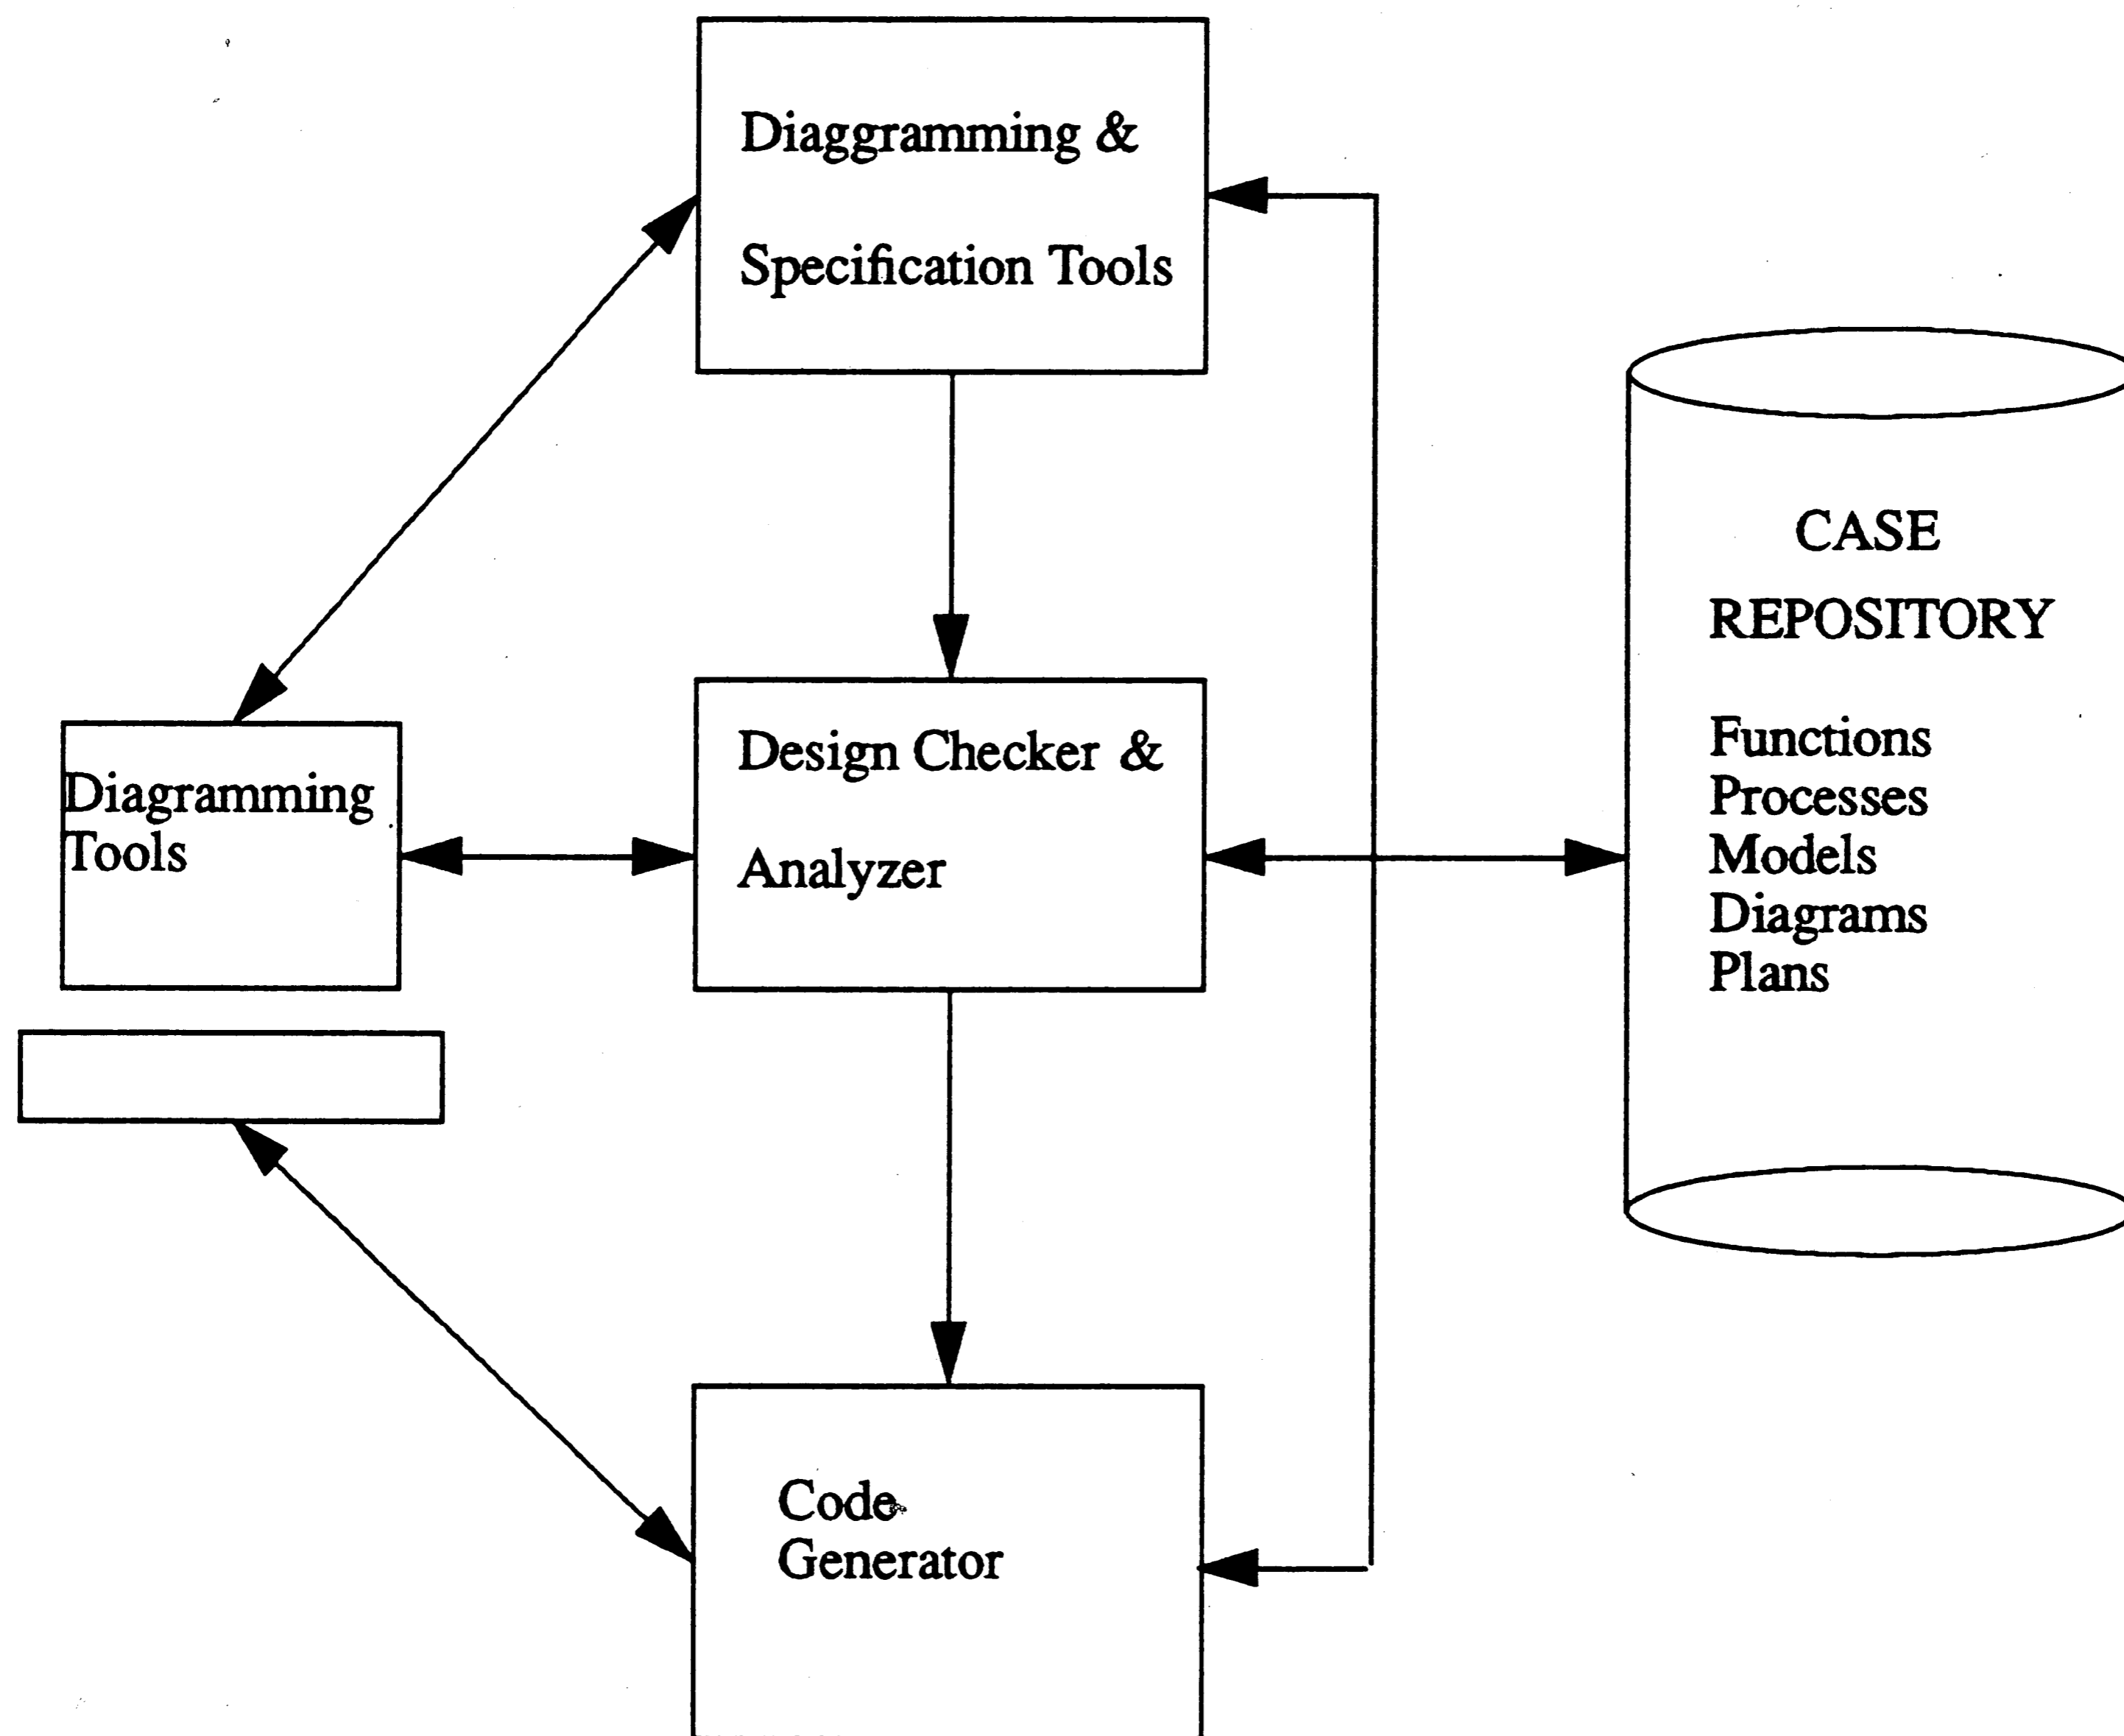 Diaggramming &
Specification Tools
Diagramming
Tools
Design Checker &
Analyzer
CASE
REPOSITORY
Functions
Processes
Models
Diagrams
Plans
Code
Generator